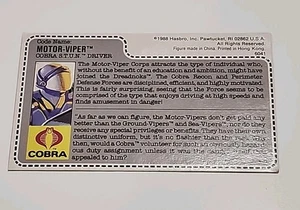 Code Name:
MOTOR-VIPER™
COBRA S.T.U.N.™ DRIVER
©1986 Hasbro, Inc. Pawtucket, RI 02862 U.S.A.
All Rights Reserved.
Figure made in China, Printed in Hong Kong.
The Motor-Viper Corps attracts the type of individual who,
without the benefit of education and ambition, might have
joined the Dreadnoks™. The Cobra Recon and Perimeter
Defense Forces are disciplined, efficient, and highly motivated.
This is fairly surprising, seeing that the Force seems to be
comprised of the type that enjoys driving at high speeds and
finds amusement in danger!
"As far as we can figure, the Motor-Vipers don't get paid any
better than the Ground-Vipers™ and Sea-Vipers™, nor do they
receive any special privileges or benefits. They have their own
distinctive uniform, but it's no flashier than the rest. Why,
then, would a Cobra™ volunteer for such an obviously hazard-
ous duty assignment unless it was the danger itself that
appealed to him?"
COBRA